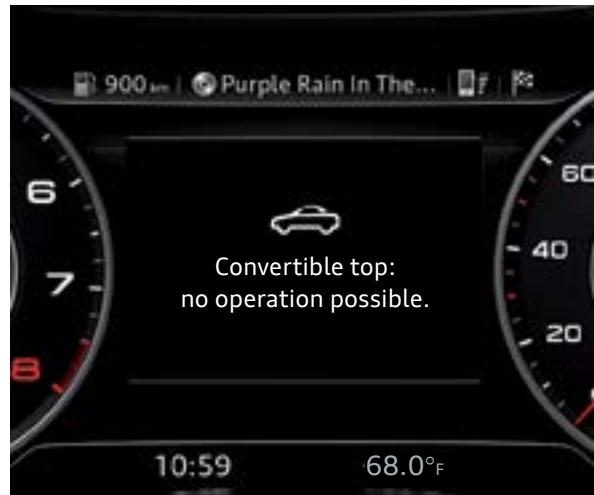 900 km Purple Rain In The...
6
60
Convertible top:
no operation possible.
40
7
20
8
10:59 68.0°F